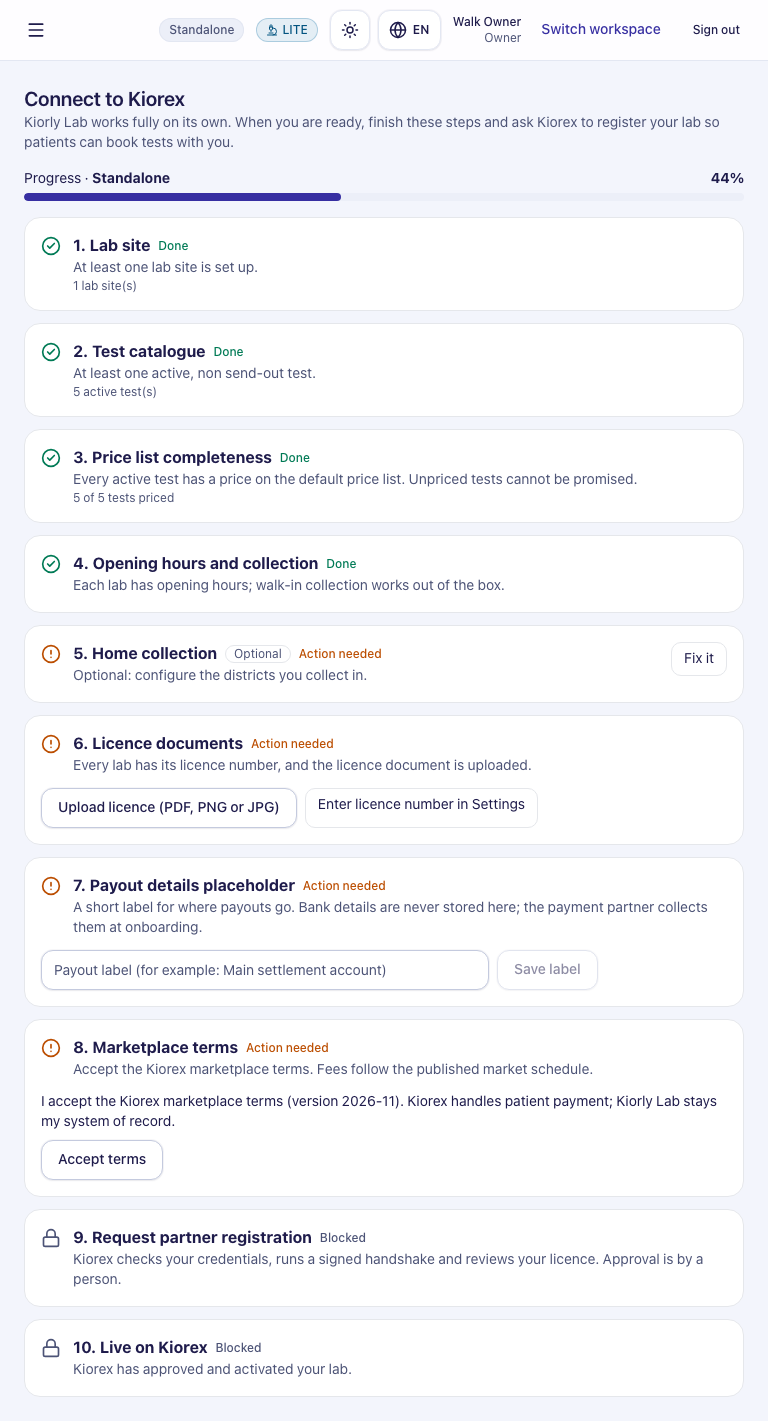 Standalone
LITE
EN
Walk Owner
Owner
Switch workspace
Sign out
Connect to Kiorex
Kiorly Lab works fully on its own. When you are ready, finish these steps and ask Kiorex to register your lab so
patients can book tests with you.
Progress · Standalone
44%
1. Lab site Done
At least one lab site is set up.
1 lab site(s)
2. Test catalogue Done
At least one active, non send-out test.
5 active test(s)
3. Price list completeness Done
Every active test has a price on the default price list. Unpriced tests cannot be promised.
5 of 5 tests priced
4. Opening hours and collection Done
Each lab has opening hours; walk-in collection works out of the box.
5. Home collection Optional Action needed
Fix it
Optional: configure the districts you collect in.
6. Licence documents Action needed
Every lab has its licence number, and the licence document is uploaded.
Upload licence (PDF, PNG or JPG)
Enter licence number in Settings
7. Payout details placeholder Action needed
A short label for where payouts go. Bank details are never stored here; the payment partner collects
them at onboarding.
Payout label (for example: Main settlement account)
Save label
8. Marketplace terms Action needed
Accept the Kiorex marketplace terms. Fees follow the published market schedule.
I accept the Kiorex marketplace terms (version 2026-11). Kiorex handles patient payment; Kiorly Lab stays
my system of record.
Accept terms
9. Request partner registration Blocked
Kiorex checks your credentials, runs a signed handshake and reviews your licence. Approval is by a
person.
10. Live on Kiorex Blocked
Kiorex has approved and activated your lab.